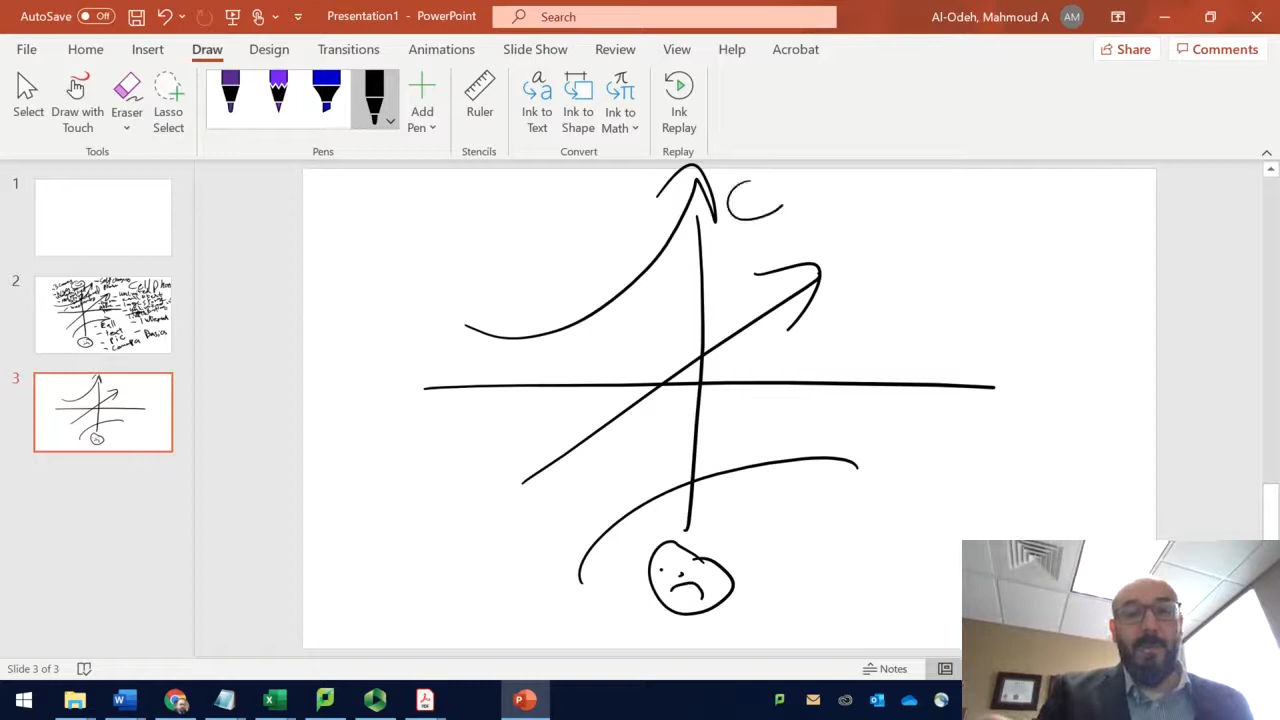 AutoSave Off Presentation1 - PowerPoint Search Al-Odeh, Mahmoud A AM
File Home Insert Draw Design Transitions Animations Slide Show Review View Help Acrobat Share Comments
Select Draw with Touch Eraser Lasso Select Add Pen Ruler Ink to Text Ink to Shape Ink to Math Ink Replay
Tools Pens Stencils Convert Replay
1
2
3
C
Slide 3 of 3 Notes